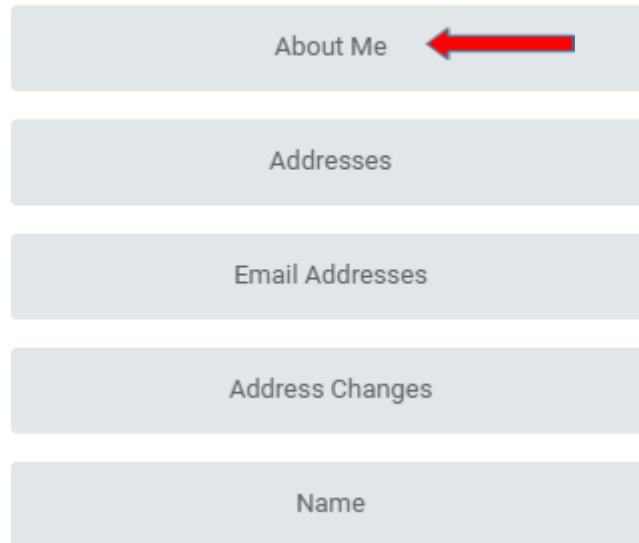 About Me
Addresses
Email Addresses
Address Changes
Name